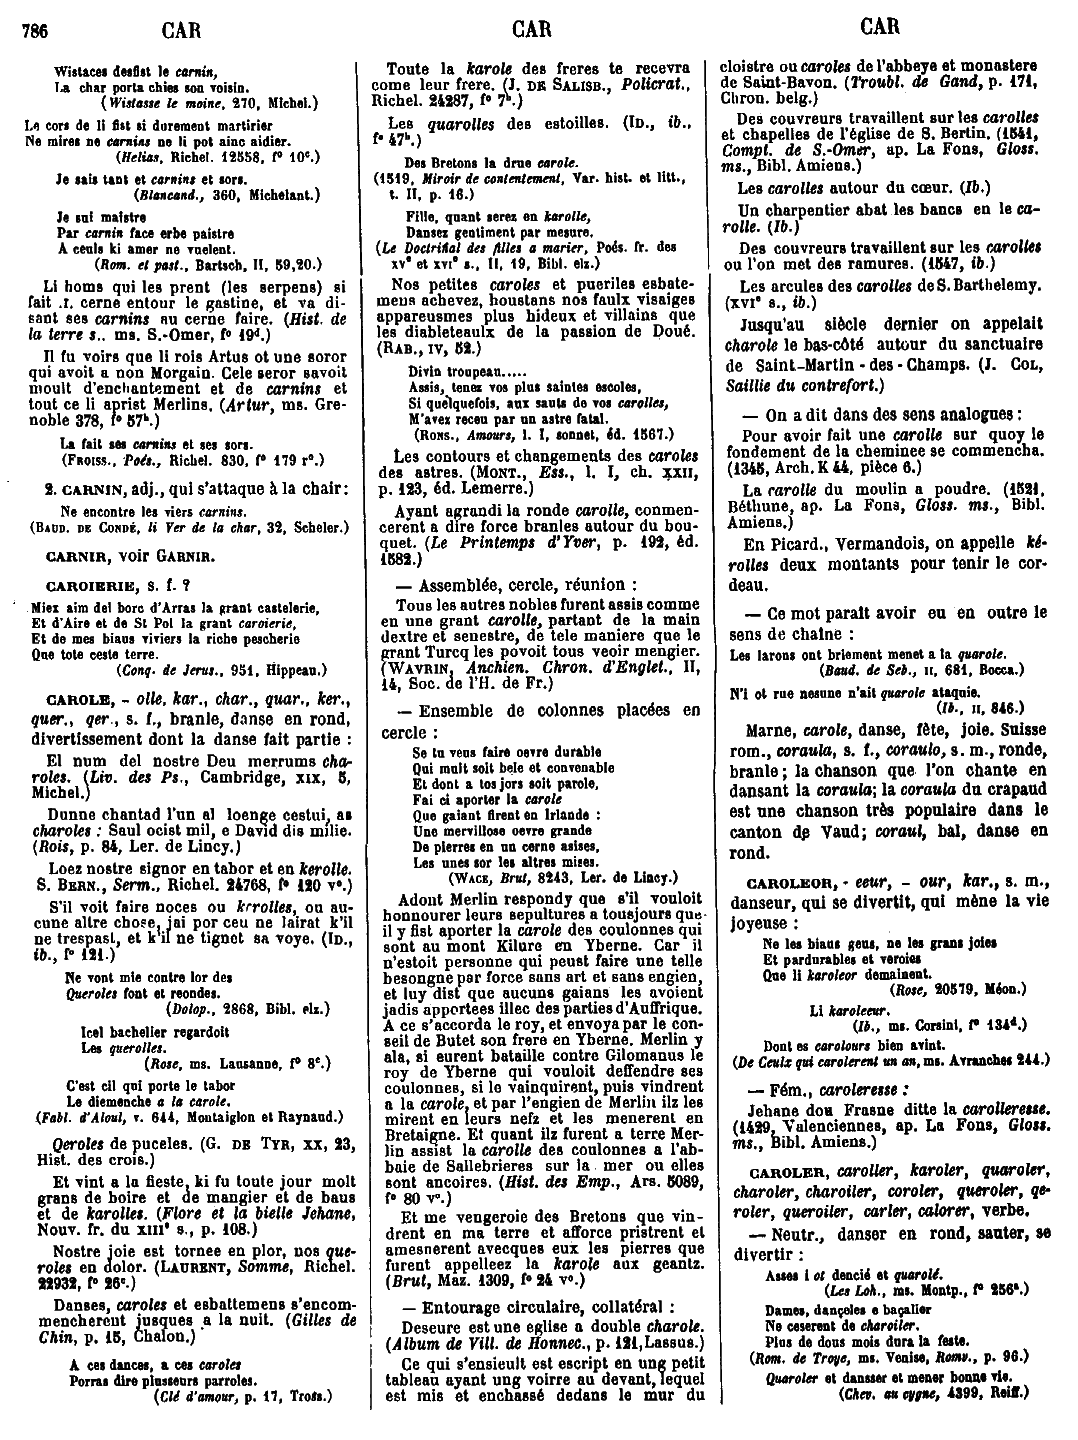 786 CAR CAR CAR
Wistaces desfist le carnin,
La char porta chies son voisin.
(Wistasse le moine, 270, Michel.)
Le cors de li fist si durement martirier
Ne mires ne carnins ne li pot ainc aidier.
(Helias, Richel. 12558, f° 10ᶜ.)
Je sais tant et carnins et sors.
(Blancand., 360, Michelant.)
Je sui maistre
Par carnin face erbe paistre
A ceuls ki amer ne vuelent.
(Rom. et past., Bartsch, II, 59,20.)
Li homs qui les prent (les serpens) si
fait .I. cerne entour le gastine, et va di-
sant ses carnins au cerne faire. (Hist. de
la terre s.. ms. S.-Omer, f° 19ᵈ.)
Il fu voirs que li rois Artus ot une soror
qui avoit a non Morgain. Cele seror savoit
moult d'enchantement et de carnins et
tout ce li aprist Merlins. (Artur, ms. Gre-
noble 378, f° 57ᵇ.)
La fait ses carnins et ses sors.
(FROISS., Poés., Richel. 830, f° 179 r°.)
2. CARNIN, adj., qui s'attaque à la chair:
Ne encontre les viers carnins.
(BAUD. DE CONDÉ, li Ver de la char, 32, Scheler.)
CARNIR, voir GARNIR.
CAROIERIE, s. f. ?
Miex aim del borc d'Arras la grant castelerie,
Et d'Aire et de St Pol la grant caroierie,
Et de mes biaus viviers la riche pescherie
Que tote ceste terre.
(Conq. de Jerus., 951, Hippeau.)
CAROLE, - olle, kar., char., quar., ker.,
quer., qer., s. f., branle, danse en rond,
divertissement dont la danse fait partie :
El num del nostre Deu merrums cha-
roles. (Liv. des Ps., Cambridge, XIX, 5,
Michel.)
Dunne chantad l'un al loenge cestui, as
charoles : Saul ocist mil, e David dis milie.
(Rois, p. 84, Ler. de Lincy.)
Loez nostre signor en tabor et en kerolle.
S. BERN., Serm., Richel. 24768, f° 120 v°.)
S'il voit faire noces ou kerolles, ou au-
cune altre chose, jai por ceu ne lairat k'il
ne trespast, et k'il ne tignet sa voye. (ID.,
ib., f° 121.)
Ne vont mie contre lor des
Queroles font et reondes.
(Dolop., 2868, Bibl. elz.)
Icel bachelier regardoit
Les querolles.
(Rose, ms. Lausanne, f° 8ᶜ.)
C'est cil qui porte le tabor
Le diemenche a la carole.
(Fabl. d'Aloul, v. 644, Montaiglon et Raynaud.)
Qeroles de puceles. (G. DE TYR, XX, 23,
Hist. des crois.)
Et vint a la fieste, ki fu toute jour molt
grans de boire et de mangier et de baus
et de karolles. (Flore et la bielle Jehane,
Nouv. fr. du XIIIᵉ s., p. 108.)
Nostre joie est tornee en plor, nos que-
roles en dolor. (LAURENT, Somme, Richel.
22932, f° 26ᶜ.)
Danses, caroles et esbattemens s'encom-
mencherent jusques a la nuit. (Gilles de
Chin, p. 15, Chalon.)
A ces dances, a ces caroles
Porras dire pluseurs parroles.
(Clé d'amour, p. 17, Tross.)
Toute la karole des freres te recevra
come leur frere. (J. DE SALISB., Policrat.,
Richel. 24287, f° 7ᵇ.)
Les quarolles des estoilles. (ID., ib.,
f° 47ᵇ.)
Des Bretons la drue carole.
(1519, Miroir de contentement, Var. hist. et litt.,
t. II, p. 16.)
Fille, quant serez en karolle,
Dansez gentiment par mesure.
(Le Doctrinal des filles a marier, Poés. fr. des
XVᵉ et XVIᵉ s., II, 19, Bibl. elz.)
Nos petites caroles et pueriles esbate-
mens achevez, houstans nos faulx visaiges
appareusmes plus hideux et villains que
les diableteaulx de la passion de Doué.
(RAB., IV, 52.)
Divin troupeau.....
Assis, tenez vos plus saintes escoles,
Si quelquefois, aux sauts de vos carolles,
M'avez receu par un astre fatal.
(RONS., Amours, l. I, sonnet, éd. 1567.)
Les contours et changements des caroles
des astres. (MONT., Ess., l. I, ch. XXII,
p. 123, éd. Lemerre.)
Ayant agrandi la ronde carolle, conmen-
cerent a dire force branles autour du bou-
quet. (Le Printemps d'Yver, p. 192, éd.
1582.)
— Assemblée, cercle, réunion :
Tous les autres nobles furent assis comme
en une grant carolle, partant de la main
dextre et senestre, de tele maniere que le
grant Turcq les povoit tous veoir mengier.
(WAVRIN, Anchien. Chron. d'Englet., II,
14, Soc. de l'H. de Fr.)
— Ensemble de colonnes placées en
cercle :
Se tu veus faire oevre durable
Qui mult soit bele et convenable
Et dont a tos jors soit parole,
Fai ci aporter la carole
Que gaiant firent en Irlande :
Une mervillose oevre grande
De pierres en un cerne asises,
Les unes sor les altres mises.
(WACE, Brut, 8243, Ler. de Lincy.)
Adont Merlin respondy que s'il vouloit
honnourer leurs sepultures a tousjours que
il y fist aporter la carole des coulonnes qui
sont au mont Kilure en Yberne. Car il
n'estoit personne qui peust faire une telle
besongne par force sans art et sans engien,
et luy dist que aucuns gaians les avoient
jadis apportees illec des parties d'Auffrique.
A ce s'accorda le roy, et envoya par le con-
seil de Butet son frere en Yberne. Merlin y
ala, si eurent bataille contre Gilomanus le
roy de Yberne qui vouloit deffendre ses
coulonnes, si le vainquirent, puis vindrent
a la carole, et par l'engien de Merlin ilz les
mirent en leurs nefz et les menerent en
Bretaigne. Et quant ilz furent a terre Mer-
lin assist la carolle des coulonnes a l'ab-
baie de Sallebrieres sur la mer ou elles
sont ancoires. (Hist. des Emp., Ars. 5089,
f° 80 v°.)
Et me vengeroie des Bretons que vin-
drent en ma terre et afforce pristrent et
amesnerent avecques eux les pierres que
furent appelleez la karole aux geantz.
(Brut, Maz. 1309, f° 24 v°.)
— Entourage circulaire, collatéral :
Deseure est une eglise a double charole.
(Album de Vill. de Honnec., p. 121, Lassus.)
Ce qui s'ensieult est escript en ung petit
tableau ayant ung voirre au devant, lequel
est mis et enchassé dedans le mur du
cloistre ou caroles de l'abbeye et monastere
de Saint-Bavon. (Troubl. de Gand, p. 171,
Chron. belg.)
Des couvreurs travaillent sur les carolles
et chapelles de l'église de S. Bertin. (1541,
Compt. de S.-Omer, ap. La Fons, Gloss.
ms., Bibl. Amiens.)
Les carolles autour du cœur. (Ib.)
Un charpentier abat les bancs en le ca-
rolle. (Ib.)
Des couvreurs travaillent sur les carolles
ou l'on met des ramures. (1547, ib.)
Les arcules des carolles de S. Barthelemy.
(XVIᵉ s., ib.)
Jusqu'au siècle dernier on appelait
charole le bas-côté autour du sanctuaire
de Saint-Martin-des-Champs. (J. COL,
Saillie du contrefort.)
— On a dit dans des sens analogues :
Pour avoir fait une carolle sur quoy le
fondement de la cheminee se commencha.
(1345, Arch. K 44, pièce 6.)
La carolle du moulin a poudre. (1521,
Béthune, ap. La Fons, Gloss. ms., Bibl.
Amiens.)
En Picard., Vermandois, on appelle ké-
rolles deux montants pour tenir le cor-
deau.
— Ce mot paraît avoir eu en outre le
sens de chaîne :
Les larons ont briement menet a la quarole.
(Baud. de Seb., II, 681, Bocca.)
N'i ot rue nesune n'ait quarole ataquie.
(Ib., II, 846.)
Marne, carole, danse, fête, joie. Suisse
rom., coraula, s. f., coraulo, s. m., ronde,
branle ; la chanson que l'on chante en
dansant la coraula; la coraula du crapaud
est une chanson très populaire dans le
canton de Vaud; coraul, bal, danse en
rond.
CAROLEOR, - eeur, - our, kar., s. m.,
danseur, qui se divertit, qui mène la vie
joyeuse :
Ne les biaus geus, ne les grans joies
Et pardurables et veroies
Que li karoleor demainent.
(Rose, 20579, Méon.)
Li karoleeur.
(Ib., ms. Corsini, f° 134ᵈ.)
Dont es carolours bien avint.
(De Ceulx qui carolerent un an, ms. Avranches 244.)
— Fém., caroleresse :
Jehane dou Frasne ditte la carolleresse.
(1429, Valenciennes, ap. La Fons, Gloss.
ms., Bibl. Amiens.)
CAROLER, caroller, karoler, quaroler,
charoler, charoiler, coroler, queroler, qe-
roler, queroiler, carler, calorer, verbe.
— Neutr., danser en rond, sauter, se
divertir :
Asses i ot dencié et quarolé.
(Les Loh., ms. Montp., f° 256ᵃ.)
Dames, dançoles e baçalier
No ceserent de charoiler.
Plus de dous mois dura la feste.
(Rom. de Troye, ms. Venise, Romv., p. 96.)
Quaroler et dansser et mener bonne vie.
(Chev. au cygne, 4399, Reiff.)